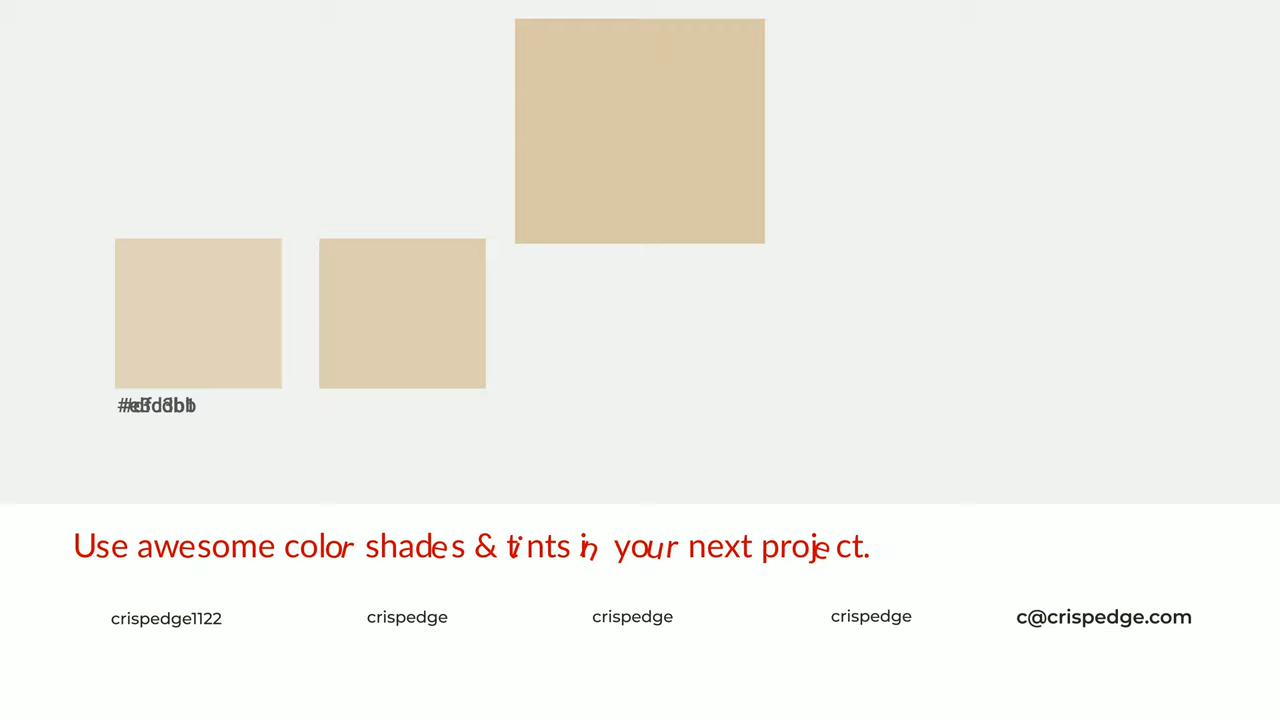 Use awesome color shades & tints in your next project.
crispedge1122 crispedge crispedge crispedge c@crispedge.com